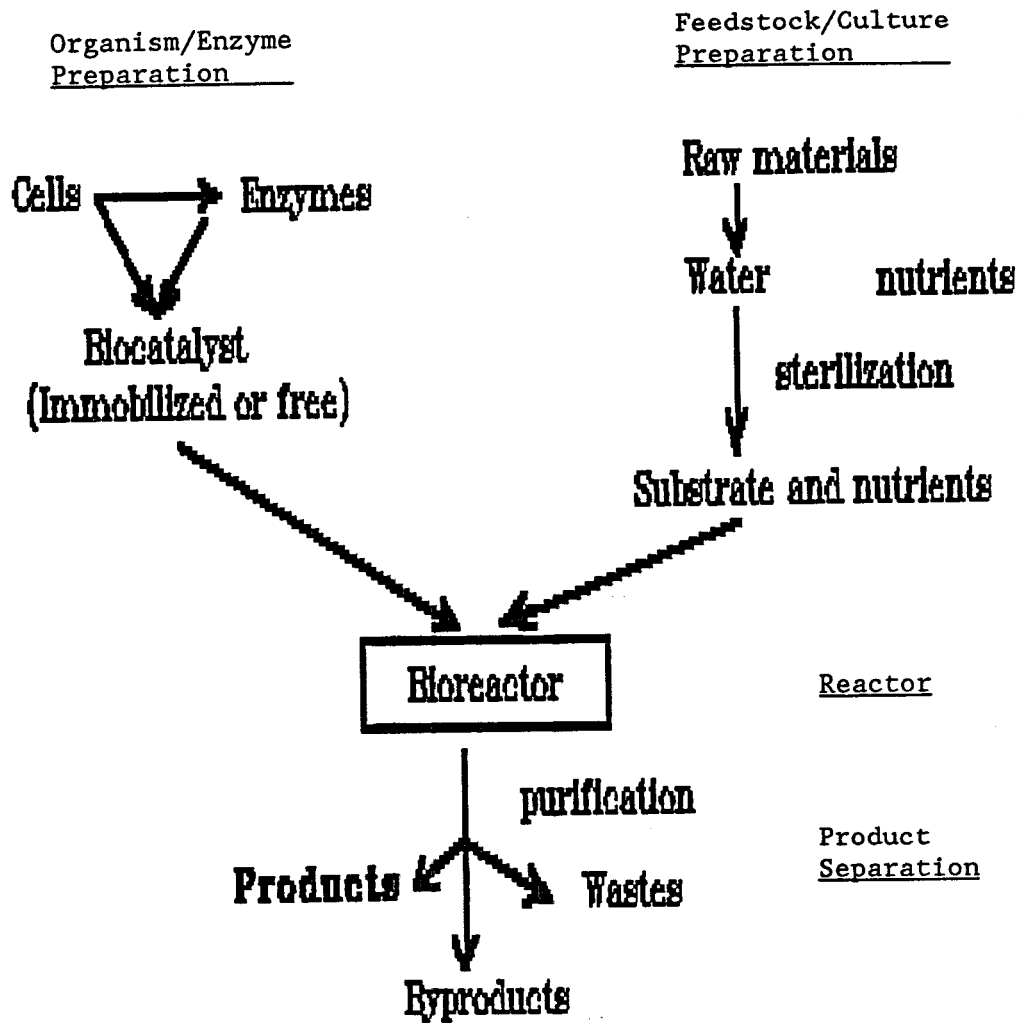 Organism/Enzyme
Preparation
Feedstock/Culture
Preparation
Raw materials
Cells
Enzymes
Water
nutrients
Biocatalyst
(Immobilized or free)
sterilization
Substrate and nutrients
Bioreactor
Reactor
purification
Product
Separation
Products
Wastes
Byproducts